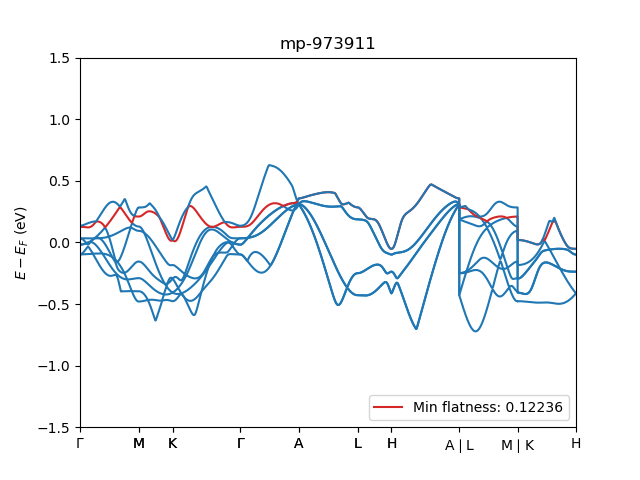 mp-973911
1.5
1.0
0.5
0.0
−0.5
−1.0
−1.5
E − E_F (eV)
Γ M K Γ A L H A | L M | K H
Min flatness: 0.12236